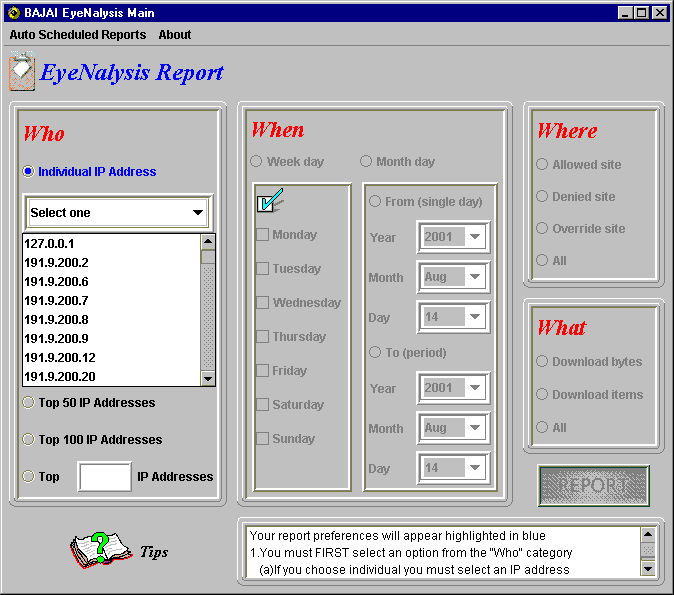 BAJAI EyeNalysis Main
Auto Scheduled Reports About
EyeNalysis Report
Who
Individual IP Address
Select one
127.0.0.1
191.9.200.2
191.9.200.6
191.9.200.7
191.9.200.8
191.9.200.9
191.9.200.12
191.9.200.20
Top 50 IP Addresses
Top 100 IP Addresses
Top IP Addresses
Tips
When
Week day Month day
Monday
Tuesday
Wednesday
Thursday
Friday
Saturday
Sunday
From (single day)
Year 2001
Month Aug
Day 14
To (period)
Year 2001
Month Aug
Day 14
Where
Allowed site
Denied site
Override site
All
What
Download bytes
Download items
All
REPORT
Your report preferences will appear highlighted in blue
1.You must FIRST select an option from the "Who" category
(a)If you choose individual you must select an IP address